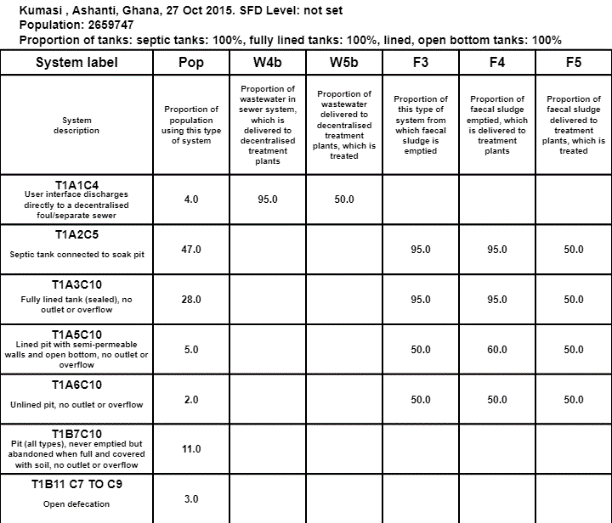 Kumasi , Ashanti, Ghana, 27 Oct 2015. SFD Level: not set
Population: 2659747
Proportion of tanks: septic tanks: 100%, fully lined tanks: 100%, lined, open bottom tanks: 100%
System label Pop W4b W5b F3 F4 F5
System
description
Proportion of
population
using this type
of system
Proportion of
wastewater in
sewer system,
which is
delivered to
decentralised
treatment
plants
Proportion of
wastewater
delivered to
decentralised
treatment
plants, which is
treated
Proportion of
this type of
system from
which faecal
sludge is
emptied
Proportion of
faecal sludge
emptied, which
is delivered to
treatment
plants
Proportion of
faecal sludge
delivered to
treatment
plants, which is
treated
T1A1C4
User interface discharges
directly to a decentralised
foul/separate sewer
4.0 95.0 50.0
T1A2C5
Septic tank connected to soak pit
47.0 95.0 95.0 50.0
T1A3C10
Fully lined tank (sealed), no
outlet or overflow
28.0 95.0 95.0 50.0
T1A5C10
Lined pit with semi-permeable
walls and open bottom, no outlet or
overflow
5.0 50.0 60.0 50.0
T1A6C10
Unlined pit, no outlet or overflow
2.0 50.0 50.0 50.0
T1B7C10
Pit (all types), never emptied but
abandoned when full and covered
with soil, no outlet or overflow
11.0
T1B11 C7 TO C9
Open defecation
3.0